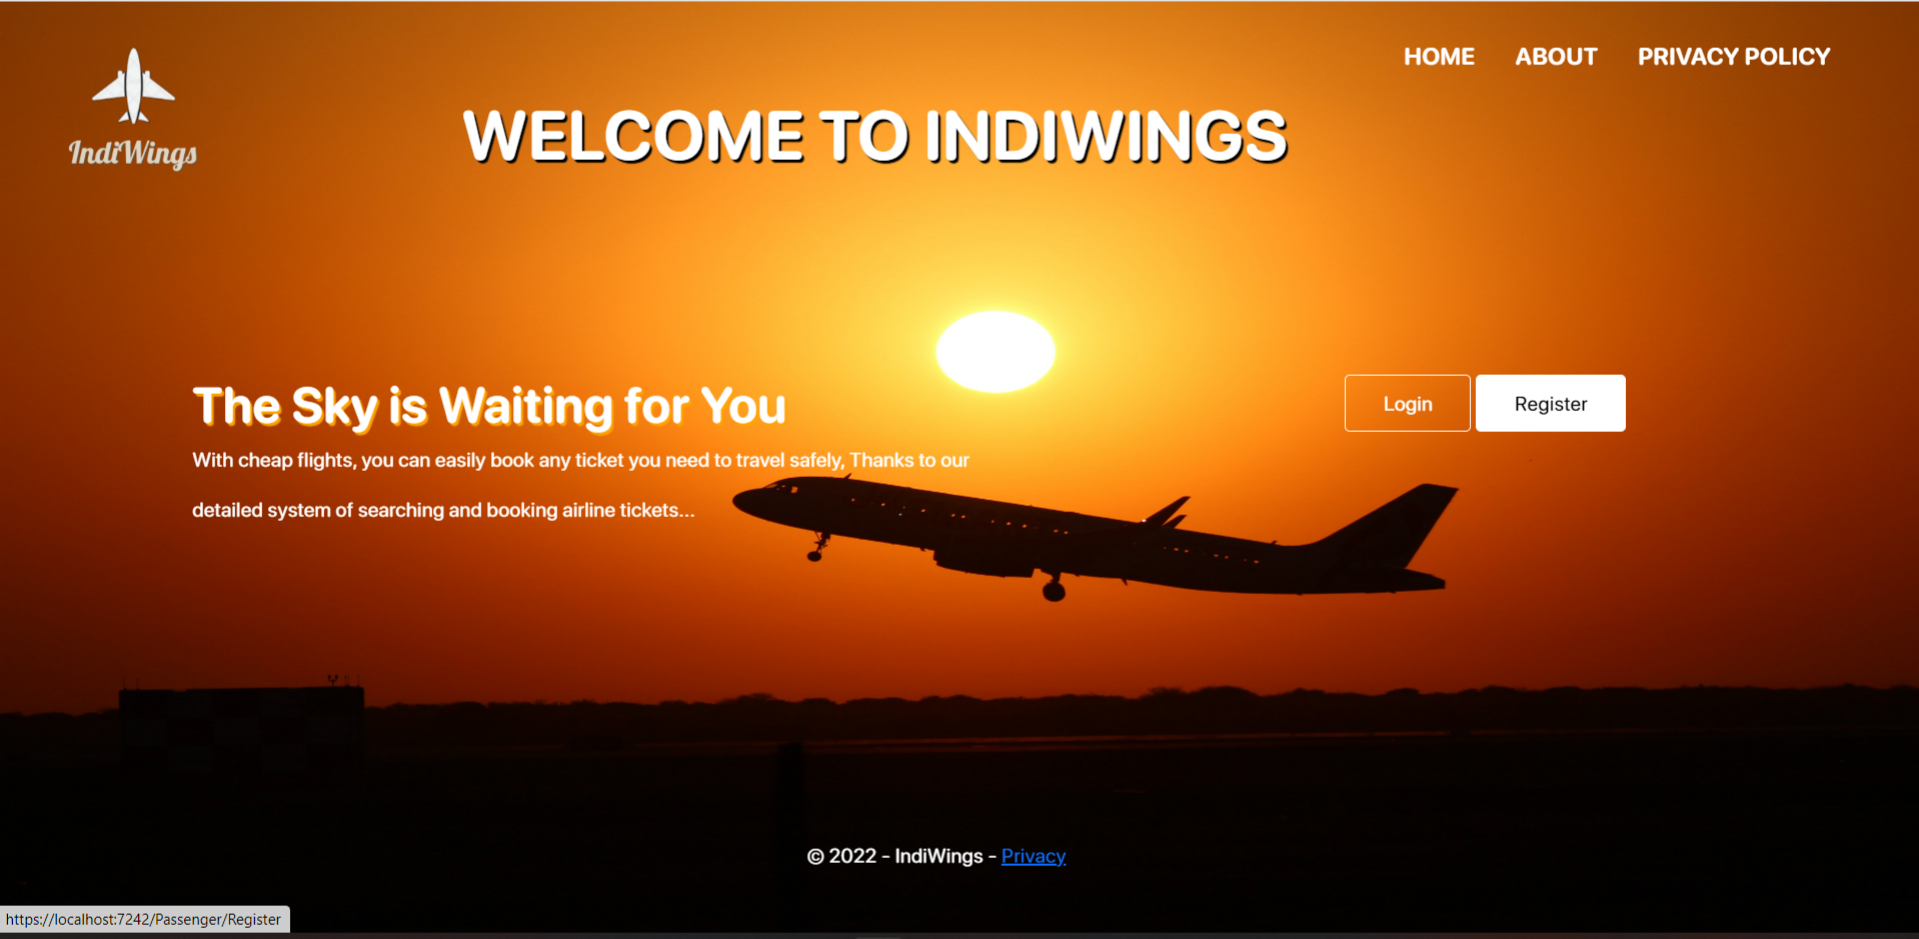 HOME ABOUT PRIVACY POLICY
IndiWings
WELCOME TO INDIWINGS
The Sky is Waiting for You
With cheap flights, you can easily book any ticket you need to travel safely, Thanks to our
detailed system of searching and booking airline tickets...
Login Register
© 2022 - IndiWings - Privacy
https://localhost:7242/Passenger/Register